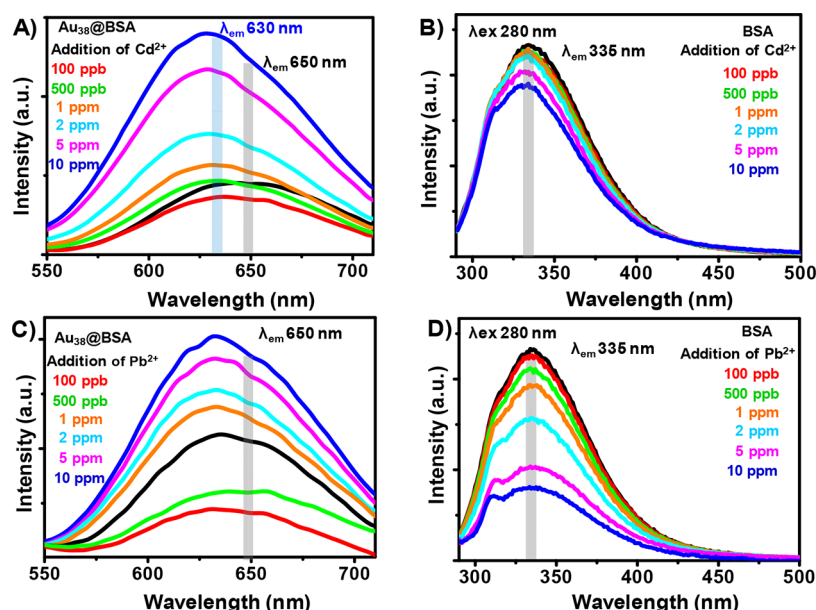 A)
Au₃₈@BSA
Addition of Cd²⁺
100 ppb
500 ppb
1 ppm
2 ppm
5 ppm
10 ppm
λem 630 nm
λem 650 nm
Intensity (a.u.)
550 600 650 700
Wavelength (nm)
B)
λex 280 nm
λem 335 nm
BSA
Addition of Cd²⁺
100 ppb
500 ppb
1 ppm
2 ppm
5 ppm
10 ppm
Intensity (a.u.)
300 350 400 450 500
Wavelength (nm)
C)
Au₃₈@BSA
Addition of Pb²⁺
100 ppb
500 ppb
1 ppm
2 ppm
5 ppm
10 ppm
λem 650 nm
Intensity (a.u.)
550 600 650 700
Wavelength (nm)
D)
λex 280 nm
λem 335 nm
BSA
Addition of Pb²⁺
100 ppb
500 ppb
1 ppm
2 ppm
5 ppm
10 ppm
Intensity (a.u.)
300 350 400 450 500
Wavelength (nm)